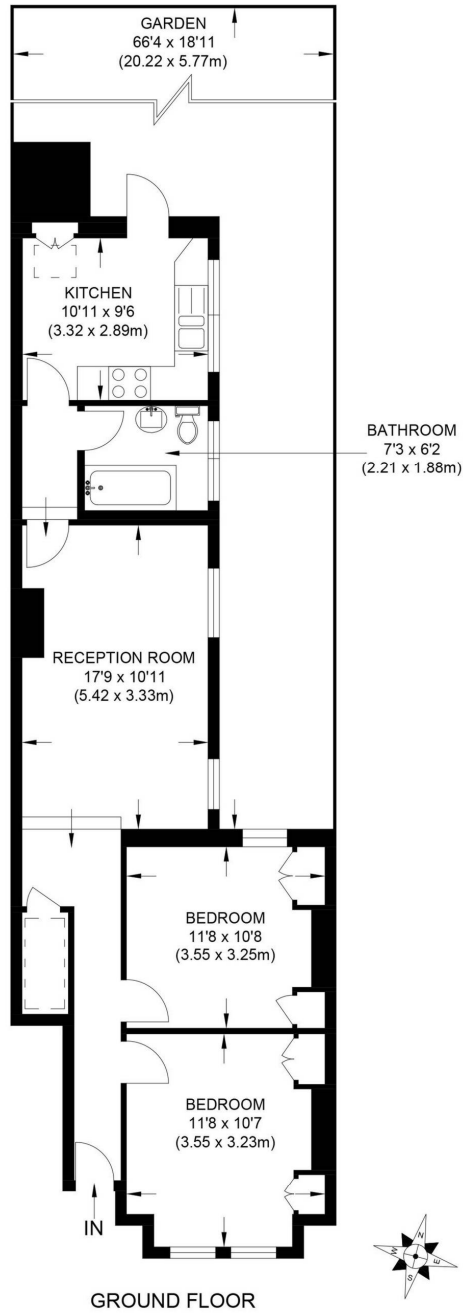 GARDEN
66'4 x 18'11
(20.22 x 5.77m)
KITCHEN
10'11 x 9'6
(3.32 x 2.89m)
BATHROOM
7'3 x 6'2
(2.21 x 1.88m)
RECEPTION ROOM
17'9 x 10'11
(5.42 x 3.33m)
BEDROOM
11'8 x 10'8
(3.55 x 3.25m)
BEDROOM
11'8 x 10'7
(3.55 x 3.23m)
IN
N
W
E
S
GROUND FLOOR